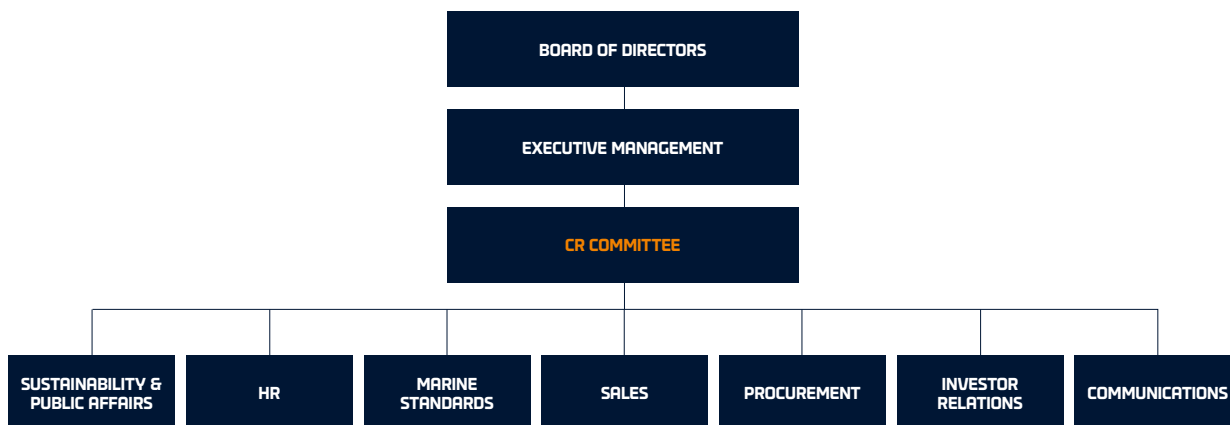 BOARD OF DIRECTORS
EXECUTIVE MANAGEMENT
CR COMMITTEE
SUSTAINABILITY &
PUBLIC AFFAIRS
HR
MARINE
STANDARDS
SALES
PROCUREMENT
INVESTOR
RELATIONS
COMMUNICATIONS